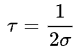 τ = 1/2σ